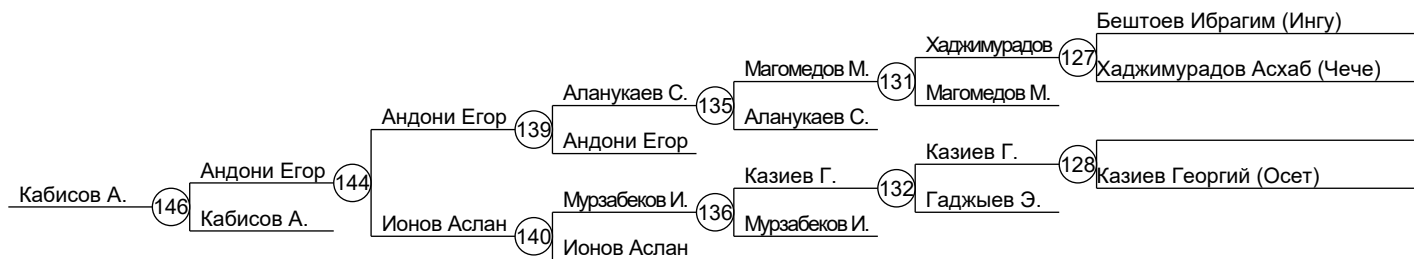 Бештоев Ибрагим (Ингу)
Хаджимурадов
127
Магомедов М.
131
Хаджимурадов Асхаб (Чече)
Аланукаев С.
135
Магомедов М.
Андони Егор
139
Аланукаев С.
Андони Егор
Казиев Г.
128
Андони Егор
144
Казиев Г.
132
Казиев Георгий (Осет)
Кабисов А.
146
Мурзабеков И.
136
Гаджыев Э.
Кабисов А.
Ионов Аслан
140
Мурзабеков И.
Ионов Аслан